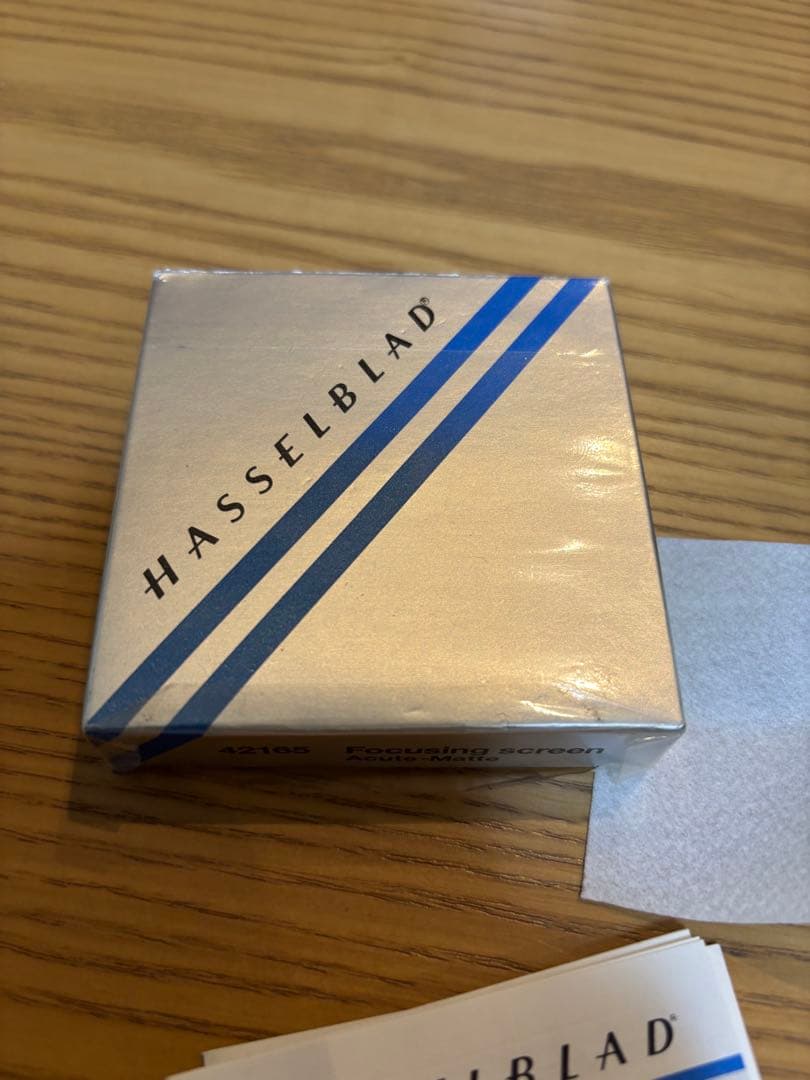 HASSELBLAD®
42165 Focusing screen
Acute-Matte
BLAD®